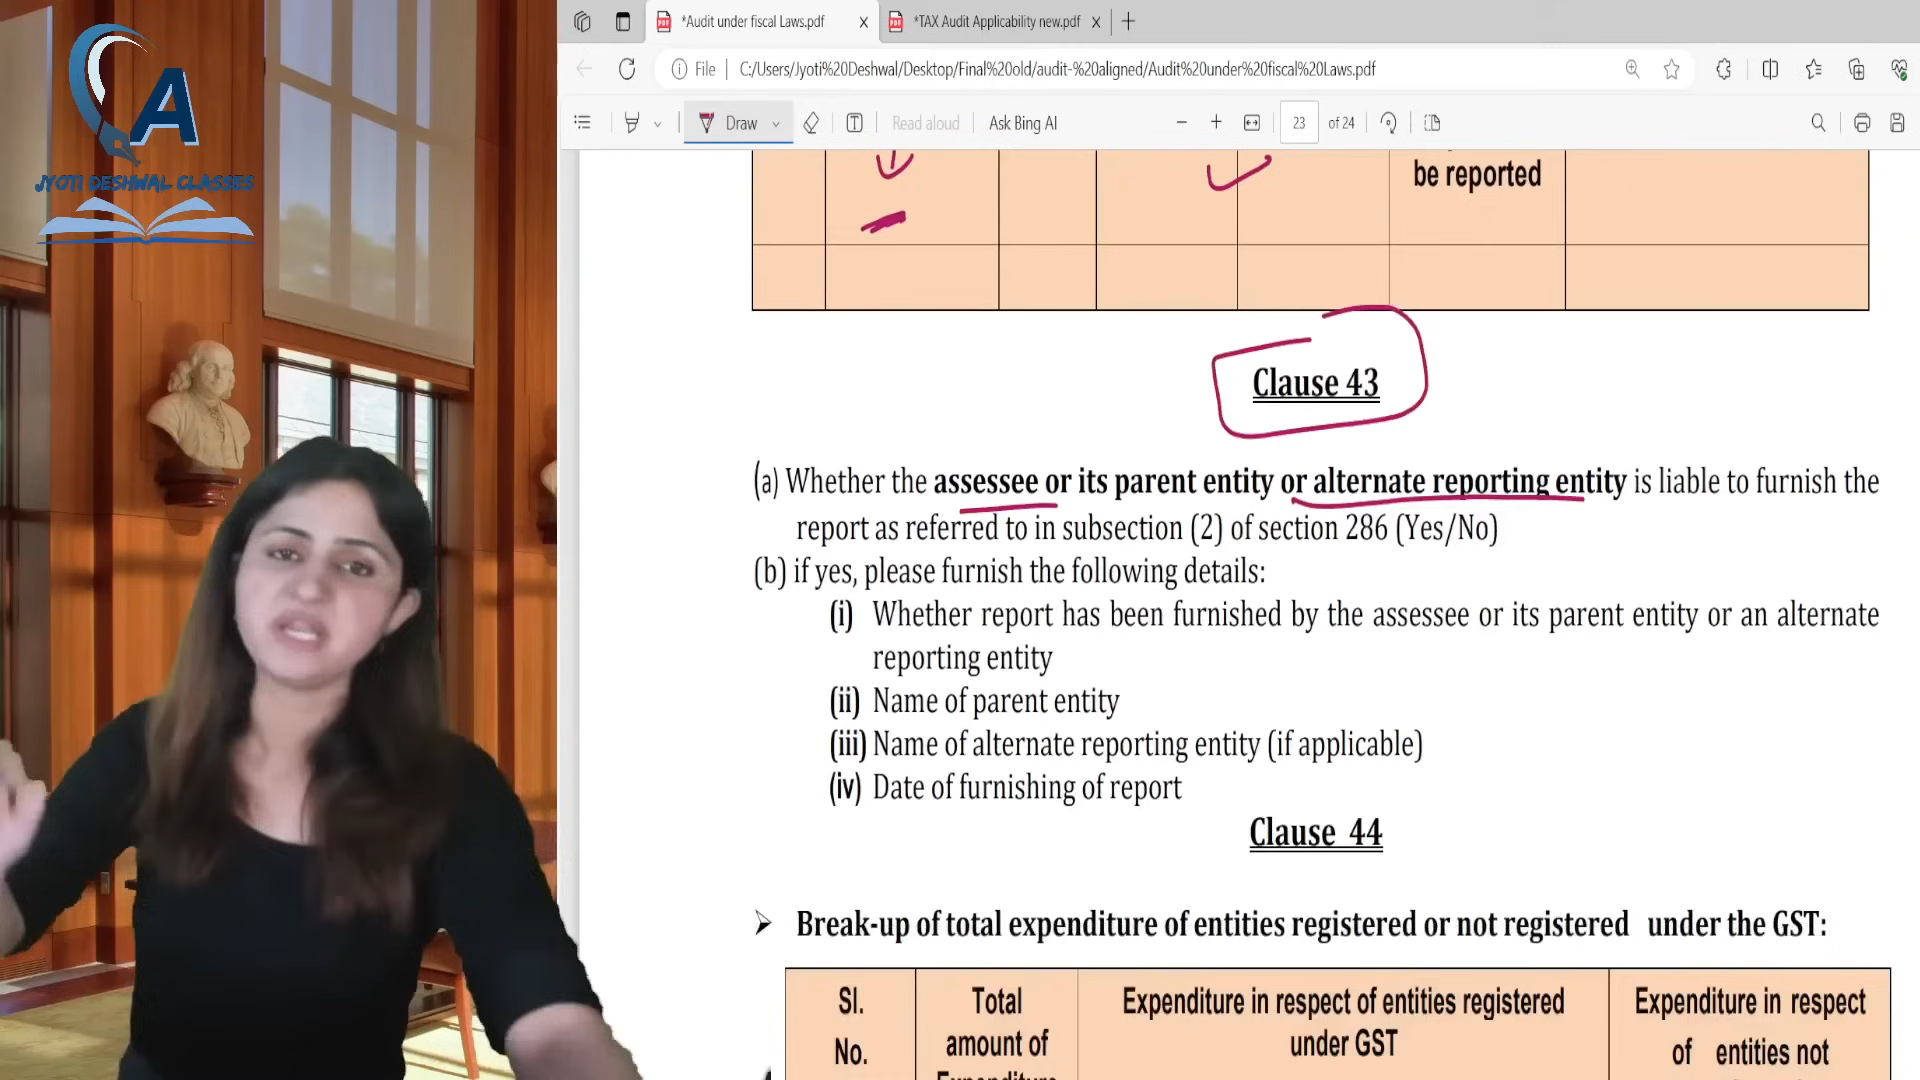 *Audit under fiscal Laws.pdf
*TAX Audit Applicability new.pdf
File C:/Users/Jyoti%20Deshwal/Desktop/Final%20old/audit-%20aligned/Audit%20under%20fiscal%20Laws.pdf
Draw Read aloud Ask Bing AI 23 of 24
CA
JYOTI DESHWAL CLASSES
be reported
Clause 43
(a) Whether the assessee or its parent entity or alternate reporting entity is liable to furnish the
report as referred to in subsection (2) of section 286 (Yes/No)
(b) if yes, please furnish the following details:
(i) Whether report has been furnished by the assessee or its parent entity or an alternate
reporting entity
(ii) Name of parent entity
(iii) Name of alternate reporting entity (if applicable)
(iv) Date of furnishing of report
Clause 44
➢ Break-up of total expenditure of entities registered or not registered under the GST:
Sl. Total Expenditure in respect of entities registered Expenditure in respect
No. amount of under GST of entities not
Expenditure